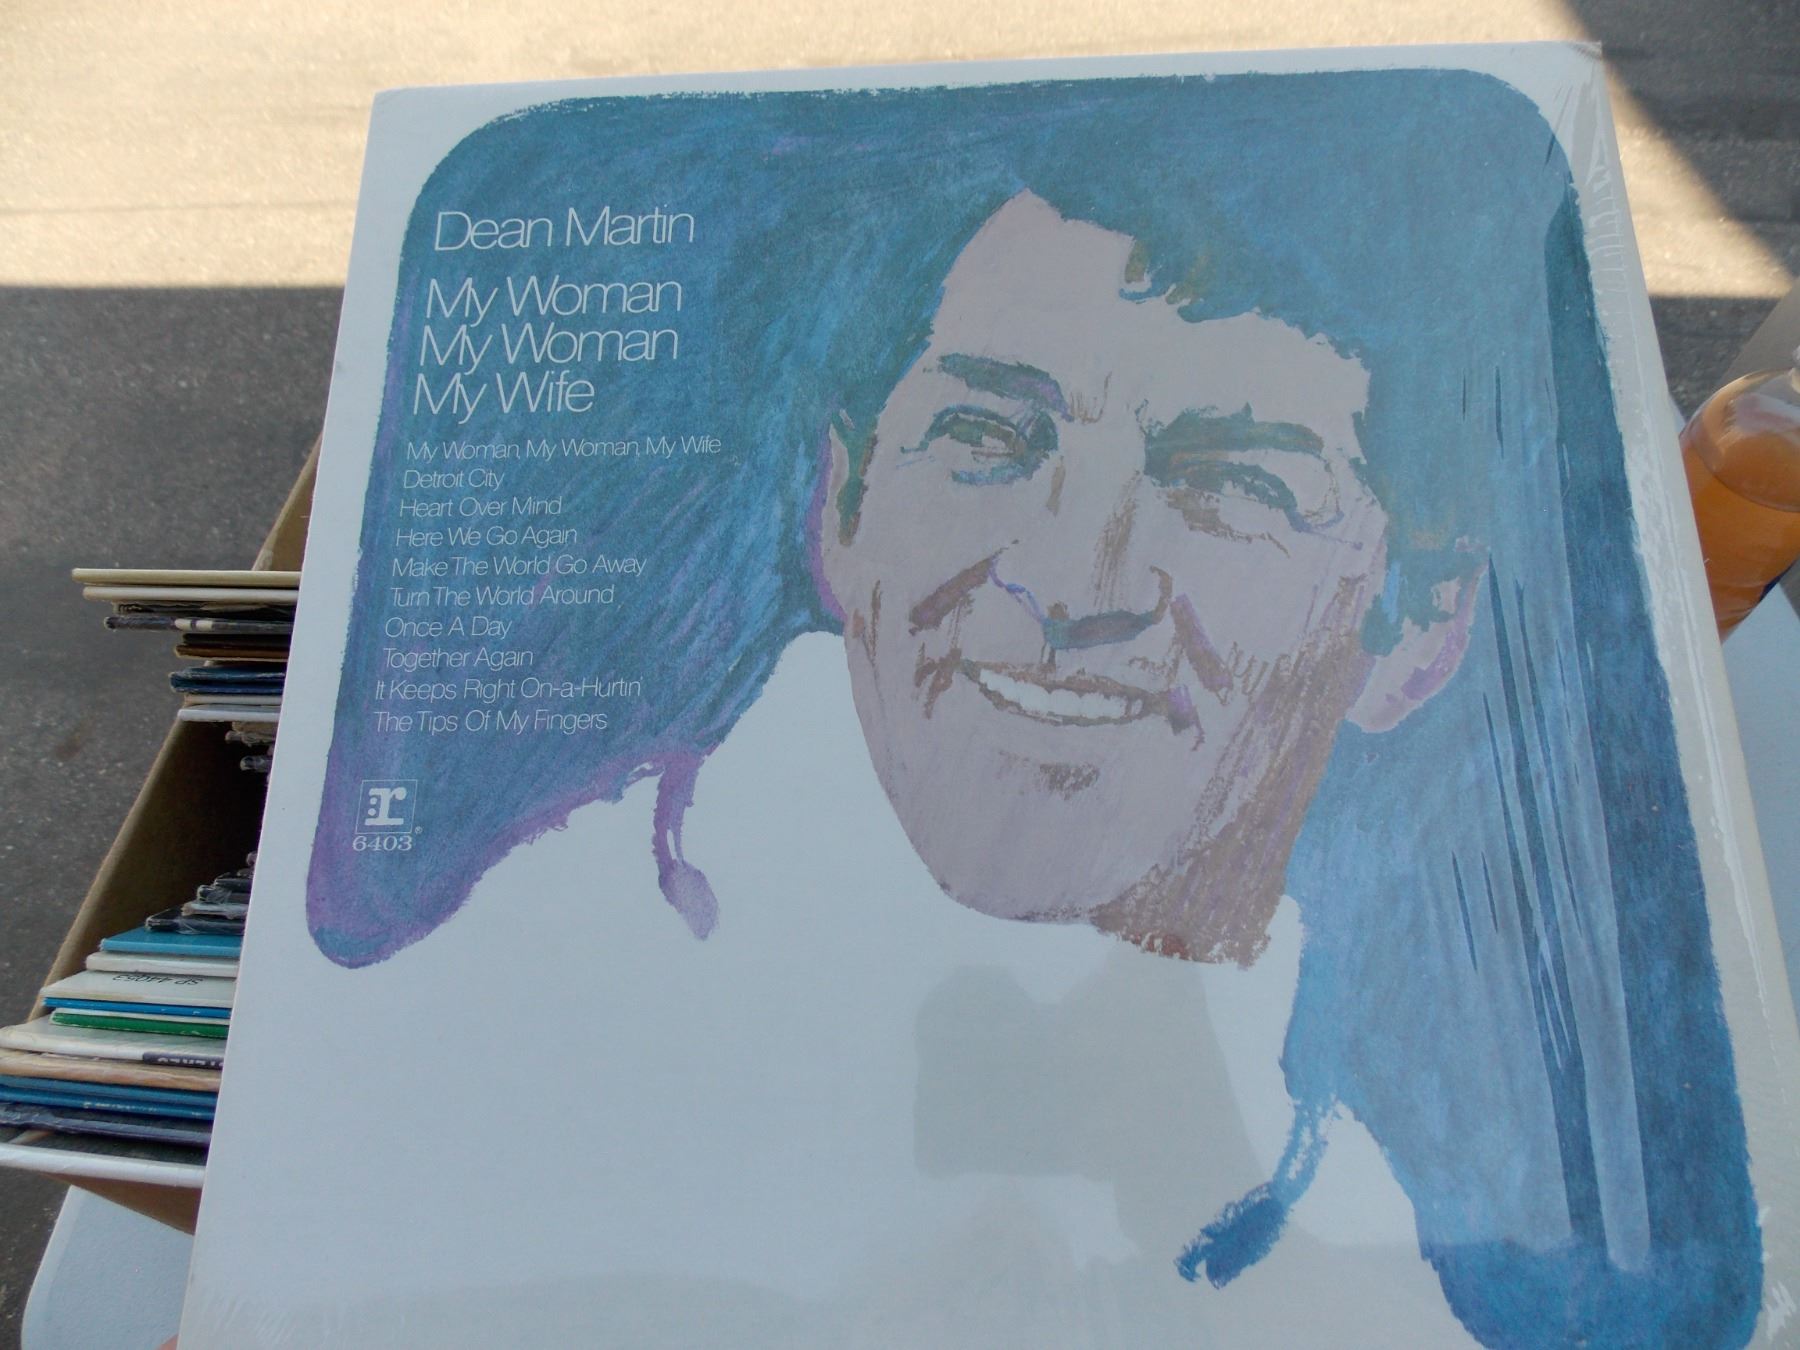 Dean Martin
My Woman
My Woman
My Wife
My Woman, My Woman, My Wife
Detroit City
Heart Over Mind
Here We Go Again
Make The World Go Away
Turn The World Around
Once A Day
Together Again
It Keeps Right On-a-Hurtin'
The Tips Of My Fingers
:r
6403®
SP 44053